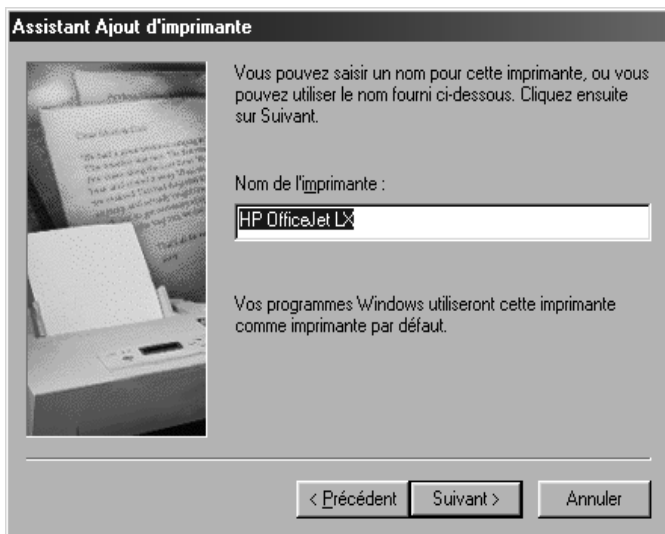 Assistant Ajout d'imprimante
Vous pouvez saisir un nom pour cette imprimante, ou vous
pouvez utiliser le nom fourni ci-dessous. Cliquez ensuite
sur Suivant.
Nom de l'imprimante :
HP OfficeJet LX
Vos programmes Windows utiliseront cette imprimante
comme imprimante par défaut.
< Précédent
Suivant >
Annuler